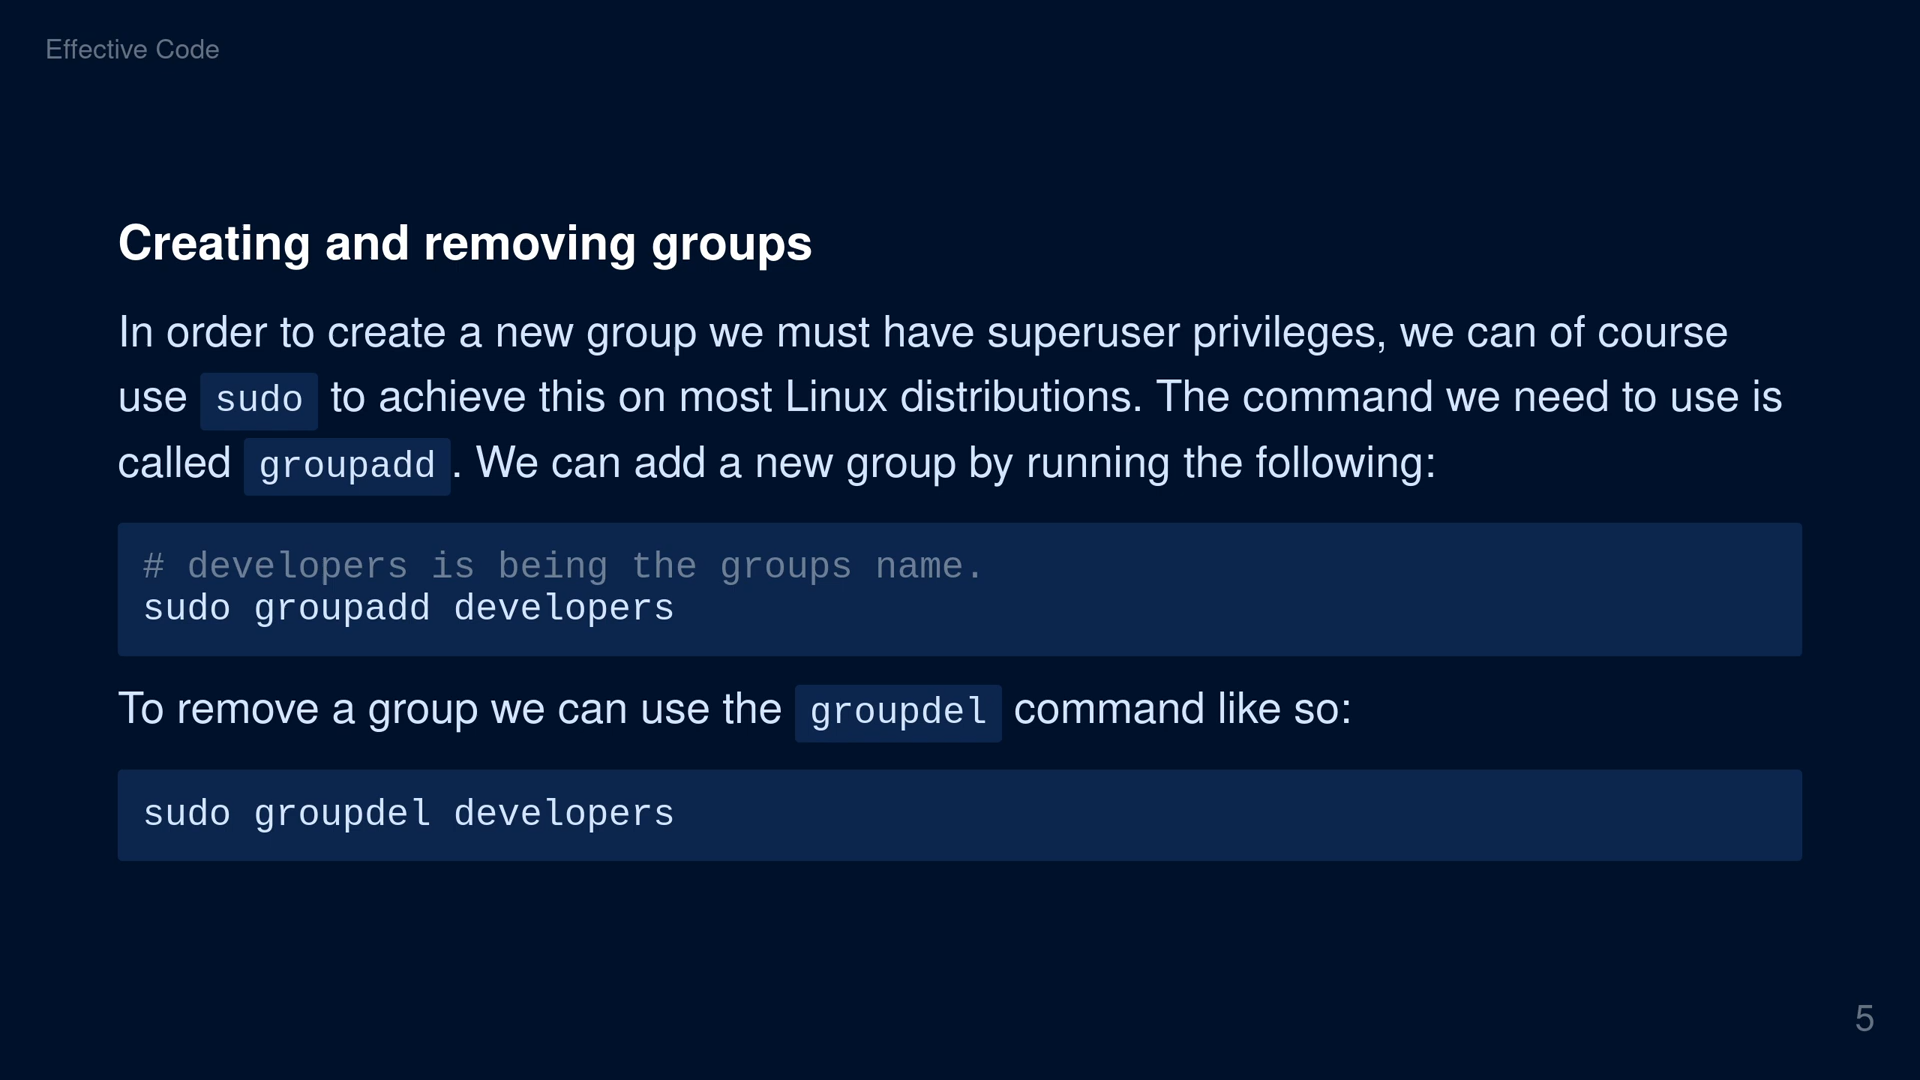 Effective Code
Creating and removing groups
In order to create a new group we must have superuser privileges, we can of course
use sudo to achieve this on most Linux distributions. The command we need to use is
called groupadd. We can add a new group by running the following:
# developers is being the groups name.
sudo groupadd developers
To remove a group we can use the groupdel command like so:
sudo groupdel developers
5